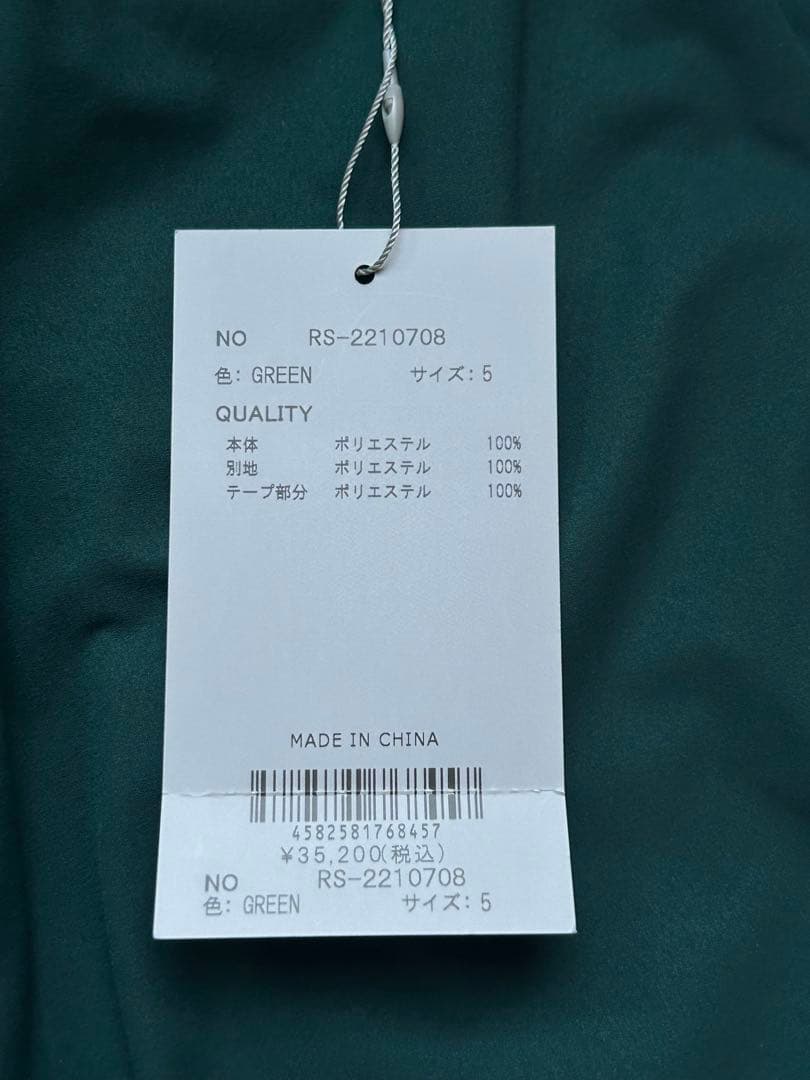 NO RS-2210708
色: GREEN サイズ: 5
QUALITY
本体 ポリエステル 100%
別地 ポリエステル 100%
テープ部分 ポリエステル 100%
MADE IN CHINA
4582581768457
¥35,200(税込)
NO RS-2210708
色: GREEN サイズ: 5